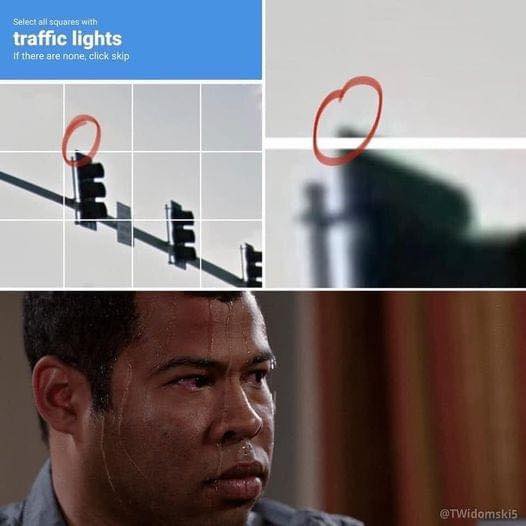 Select all squares with
traffic lights
If there are none, click skip
@TWidomski5